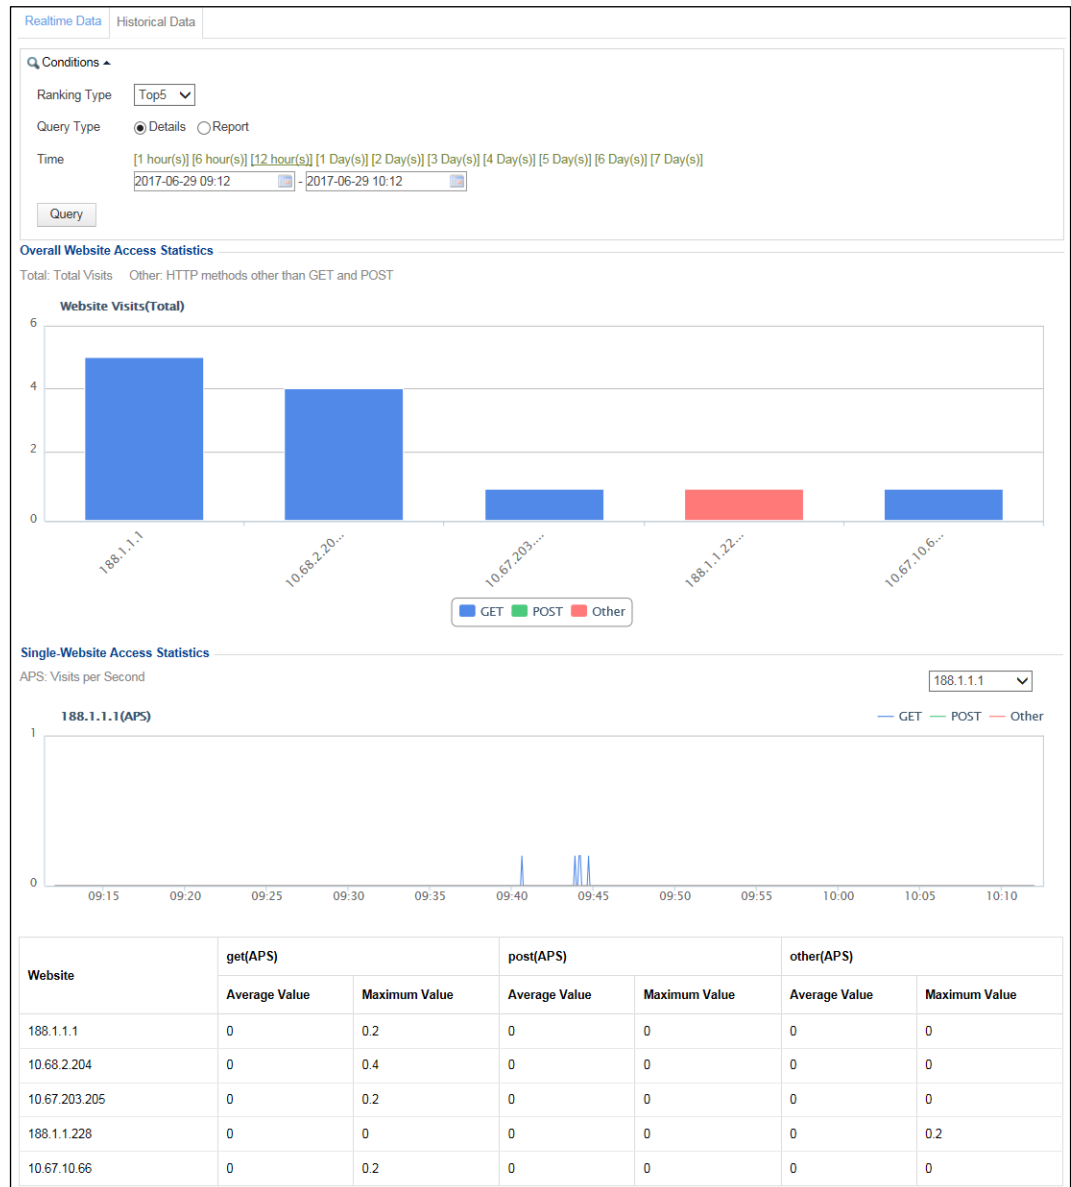 Realtime Data Historical Data
Conditions
Ranking Type Top5
Query Type Details Report
Time [1 hour(s)] [6 hour(s)] [12 hour(s)] [1 Day(s)] [2 Day(s)] [3 Day(s)] [4 Day(s)] [5 Day(s)] [6 Day(s)] [7 Day(s)]
2017-06-29 09:12 - 2017-06-29 10:12
Query
Overall Website Access Statistics
Total: Total Visits Other: HTTP methods other than GET and POST
Website Visits(Total)
6
4
2
0
188.1.1.1 10.68.2.20... 10.67.203.... 188.1.1.22... 10.67.10.6...
GET POST Other
Single-Website Access Statistics
APS: Visits per Second 188.1.1.1
188.1.1.1(APS) GET POST Other
1
0
09:15 09:20 09:25 09:30 09:35 09:40 09:45 09:50 09:55 10:00 10:05 10:10
Website get(APS) post(APS) other(APS)
Average Value Maximum Value Average Value Maximum Value Average Value Maximum Value
188.1.1.1 0 0.2 0 0 0 0
10.68.2.204 0 0.4 0 0 0 0
10.67.203.205 0 0.2 0 0 0 0
188.1.1.228 0 0 0 0 0 0.2
10.67.10.66 0 0.2 0 0 0 0